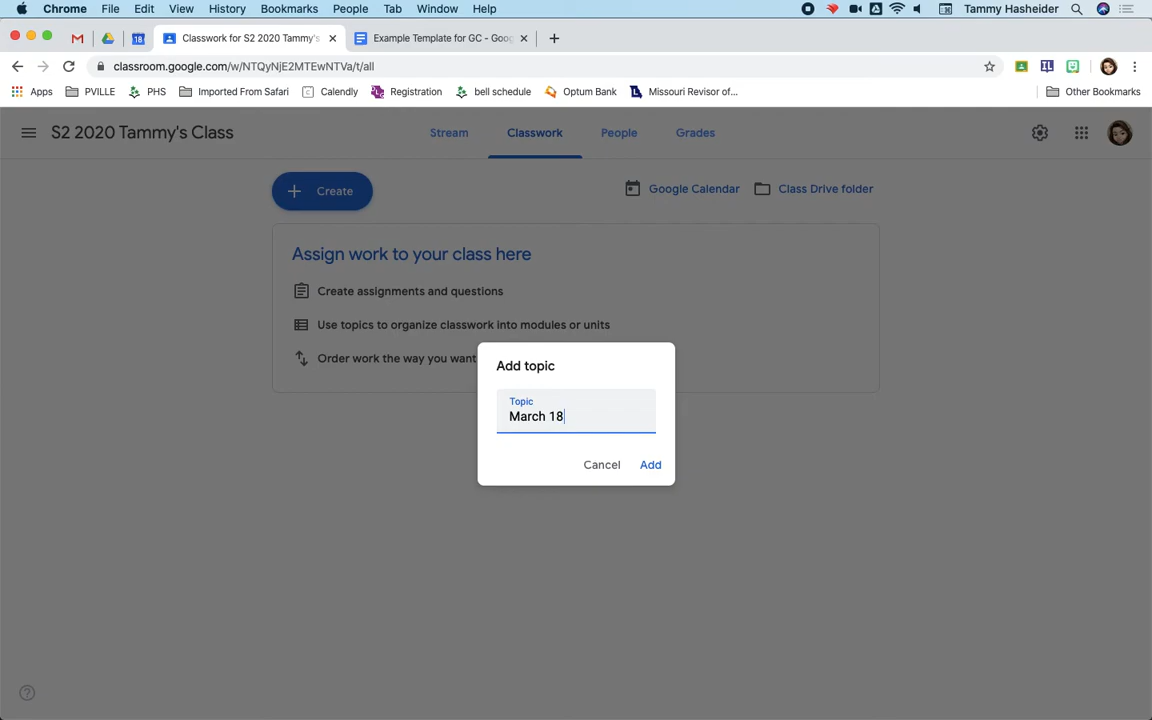 Chrome File Edit View History Bookmarks People Tab Window Help Tammy Hasheider
Classwork for S2 2020 Tammy's Example Template for GC - Goog
classroom.google.com/w/NTQyNjE2MTEwNTVa/t/all
Apps PVILLE PHS Imported From Safari Calendly Registration bell schedule Optum Bank Missouri Revisor of... Other Bookmarks
S2 2020 Tammy's Class Stream Classwork People Grades
Create Google Calendar Class Drive folder
Assign work to your class here
Create assignments and questions
Use topics to organize classwork into modules or units
Order work the way you want
Add topic
Topic
March 18
Cancel Add